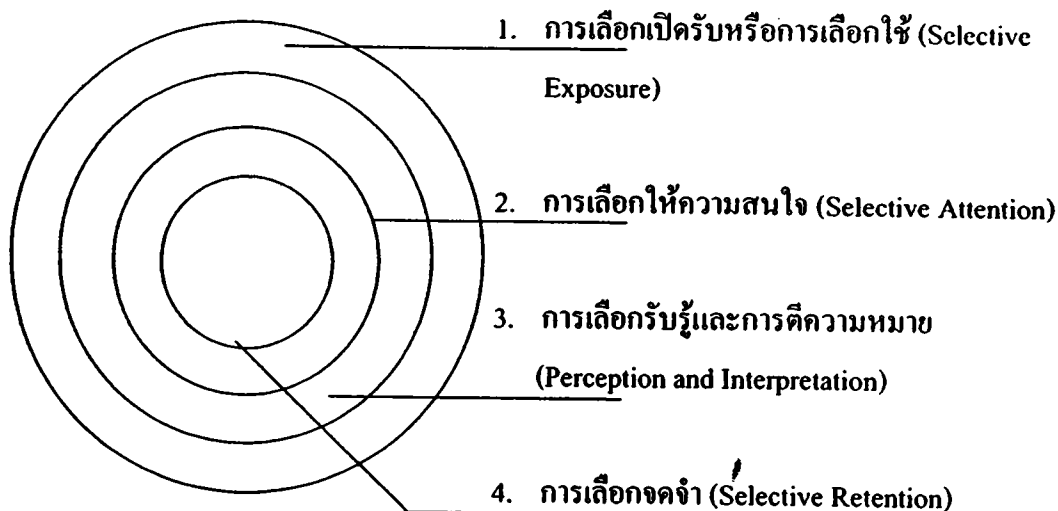 1. การเลือกเปิดรับหรือการเลือกใช้ (Selective
Exposure)
2. การเลือกให้ความสนใจ (Selective Attention)
3. การเลือกรับรู้และการตีความหมาย
(Perception and Interpretation)
4. การเลือกจดจำ (Selective Retention)